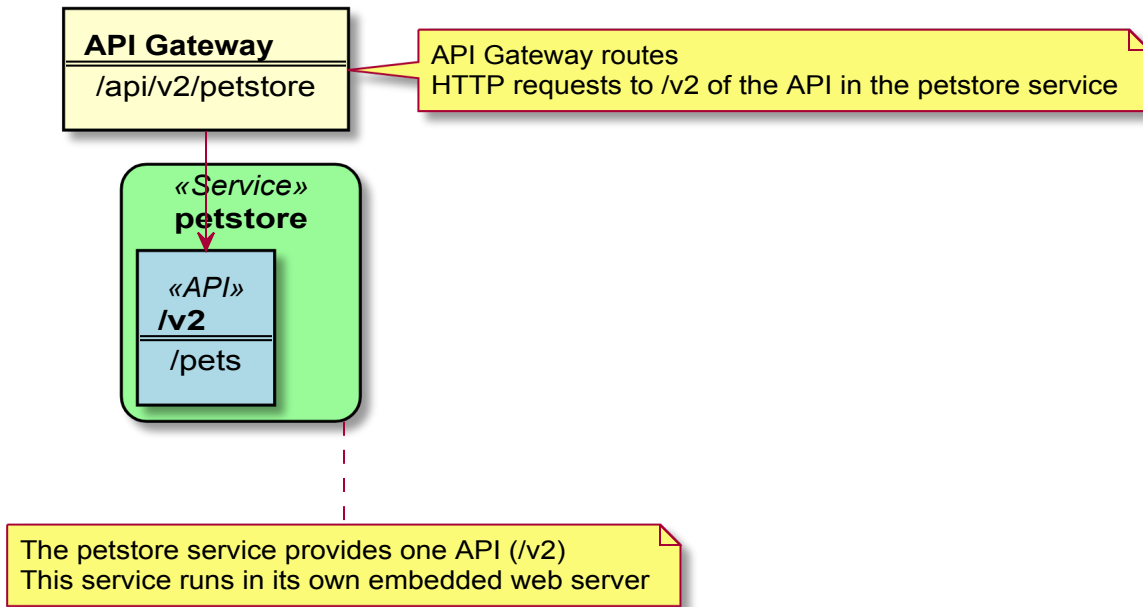 API Gateway
/api/v2/petstore
API Gateway routes
HTTP requests to /v2 of the API in the petstore service
«Service»
petstore
«API»
/v2
/pets
The petstore service provides one API (/v2)
This service runs in its own embedded web server